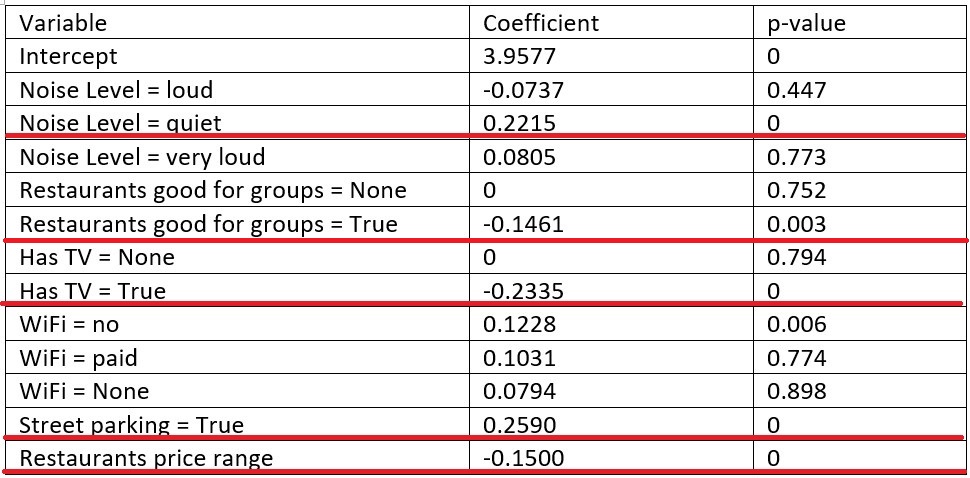 Variable Coefficient p-value
Intercept 3.9577 0
Noise Level = loud -0.0737 0.447
Noise Level = quiet 0.2215 0
Noise Level = very loud 0.0805 0.773
Restaurants good for groups = None 0 0.752
Restaurants good for groups = True -0.1461 0.003
Has TV = None 0 0.794
Has TV = True -0.2335 0
WiFi = no 0.1228 0.006
WiFi = paid 0.1031 0.774
WiFi = None 0.0794 0.898
Street parking = True 0.2590 0
Restaurants price range -0.1500 0